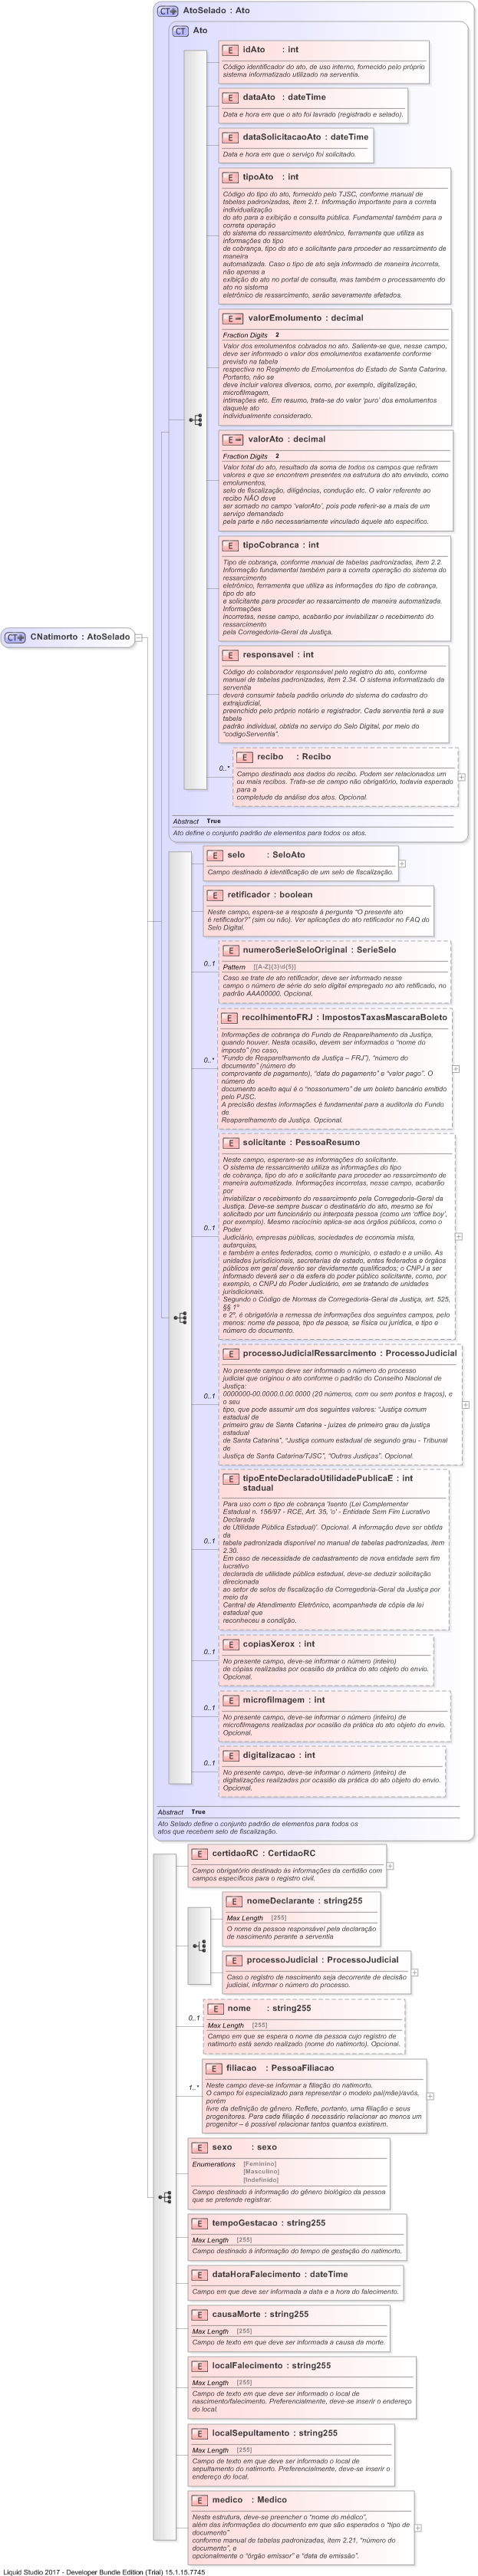 AtoSelado : Ato
Ato
idAto : int
Código identificador do ato, de uso interno, fornecido pelo próprio
sistema informatizado utilizado na serventia.
dataAto : dateTime
Data e hora em que o ato foi lavrado (registrado e selado).
dataSolicitacaoAto : dateTime
Data e hora em que o serviço foi solicitado.
tipoAto : int
Código do tipo do ato, fornecido pelo TJSC, conforme manual de
tabelas padronizadas, item 2.1. Informação importante para a correta
individualização
do ato para a exibição e consulta pública. Fundamental também para a
correta operação
do sistema do ressarcimento eletrônico, ferramenta que utiliza as
informações do tipo
de cobrança, tipo do ato e solicitante para proceder ao ressarcimento de
maneira
automatizada. Caso o tipo de ato seja informado de maneira incorreta,
não apenas a
exibição do ato no portal de consulta, mas também o processamento do
ato no sistema
eletrônico de ressarcimento, serão severamente afetados.
valorEmolumento : decimal
Fraction Digits 2
Valor dos emolumentos cobrados no ato. Salienta-se que, nesse campo,
deve ser informado o valor dos emolumentos exatamente conforme
previsto na tabela
respectiva no Regimento de Emolumentos do Estado de Santa Catarina.
Portanto, não se
deve incluir valores diversos, como, por exemplo, digitalização,
microfilmagem,
intimações etc. Em resumo, trata-se do valor 'puro' dos emolumentos
daquele ato
individualmente considerado.
valorAto : decimal
Fraction Digits 2
Valor total do ato, resultado da soma de todos os campos que refiram
valores e que se encontrem presentes na estrutura do ato enviado, como
emolumentos,
selo de fiscalização, diligências, condução etc. O valor referente ao
recibo NÃO deve
ser somado no campo 'valorAto', pois pode referir-se a mais de um
serviço demandado
pela parte e não necessariamente vinculado àquele ato específico.
tipoCobranca : int
Tipo de cobrança, conforme manual de tabelas padronizadas, item 2.2.
Informação fundamental também para a correta operação do sistema do
ressarcimento
eletrônico, ferramenta que utiliza as informações do tipo de cobrança,
tipo do ato
e solicitante para proceder ao ressarcimento de maneira automatizada.
Informações
incorretas, nesse campo, acabarão por inviabilizar o recebimento do
ressarcimento
pela Corregedoria-Geral da Justiça.
CNatimorto : AtoSelado
responsavel : int
Código do colaborador responsável pelo registro do ato, conforme
manual de tabelas padronizadas, item 2.34. O sistema informatizado da
serventia
deverá consumir tabela padrão oriunda do sistema do cadastro do
extrajudicial,
preenchido pelo próprio notário e registrador. Cada serventia terá a sua
tabela
padrão individual, obtida no serviço do Selo Digital, por meio do
"codigoServentia".
0..*
recibo : Recibo
Campo destinado aos dados do recibo. Podem ser relacionados um
ou mais recibos. Trata-se de campo não obrigatório, todavia esperado
para a
completude da análise dos atos. Opcional.
Abstract True
Ato define o conjunto padrão de elementos para todos os atos.
selo : SeloAto
Campo destinado à identificação de um selo de fiscalização.
retificador : boolean
Neste campo, espera-se a resposta à pergunta "O presente ato
é retificador?" (sim ou não). Ver aplicações do ato retificador no FAQ do
Selo Digital.
0..1
numeroSerieSeloOriginal : SerieSelo
Pattern [[A-Z]{3}\d{5}]
Caso se trate de ato retificador, deve ser informado nesse
campo o número de série do selo digital empregado no ato retificado, no
padrão AAA00000. Opcional.
0..*
recolhimentoFRJ : ImpostosTaxasMascaraBoleto
Informações de cobrança do Fundo de Reaparelhamento da Justiça,
quando houver. Nesta ocasião, devem ser informados o "nome do
imposto" (no caso,
"Fundo de Reaparelhamento da Justiça – FRJ"), "número do
documento" (número do
comprovante de pagamento), "data do pagamento" e "valor pago". O
número do
documento aceito aqui é o "nossonumero" de um boleto bancário emitido
pelo PJSC.
A precisão destas informações é fundamental para a auditoria do Fundo
de
Reaparelhamento da Justiça. Opcional.
0..1
solicitante : PessoaResumo
Neste campo, esperam-se as informações do solicitante.
O sistema de ressarcimento utiliza as informações do tipo
de cobrança, tipo do ato e solicitante para proceder ao ressarcimento de
maneira automatizada. Informações incorretas, nesse campo, acabarão
por
inviabilizar o recebimento do ressarcimento pela Corregedoria-Geral da
Justiça. Deve-se sempre buscar o destinatário do ato, mesmo se foi
solicitado por um funcionário ou interposta pessoa (como um 'office boy',
por exemplo). Mesmo raciocínio aplica-se aos órgãos públicos, como o
Poder
Judiciário, empresas públicas, sociedades de economia mista,
autarquias,
e também a entes federados, como o município, o estado e a união. As
unidades jurisdicionais, secretarias de estado, entes federados e órgãos
públicos em geral deverão ser devidamente qualificados; o CNPJ a ser
informado deverá ser o da esfera do poder público solicitante, como, por
exemplo, o CNPJ do Poder Judiciário, em se tratando de unidades
jurisdicionais.
Segundo o Código de Normas da Corregedoria-Geral da Justiça, art. 525,
§§ 1º
e 2º, é obrigatória a remessa de informações dos seguintes campos, pelo
menos: nome da pessoa, tipo da pessoa, se física ou jurídica, e tipo e
número do documento.
0..1
processoJudicialRessarcimento : ProcessoJudicial
No presente campo deve ser informado o número do processo
judicial que originou o ato conforme o padrão do Conselho Nacional de
Justiça:
0000000-00.0000.0.00.0000 (20 números, com ou sem pontos e traços), e
o seu
tipo, que pode assumir um dos seguintes valores: "Justiça comum
estadual de
primeiro grau de Santa Catarina - juízes de primeiro grau da justiça
estadual
de Santa Catarina", "Justiça comum estadual de segundo grau - Tribunal
de
Justiça de Santa Catarina/TJSC", "Outras Justiças". Opcional.
0..1
tipoEnteDeclaradoUtilidadePublicaE : int
stadual
Para uso com o tipo de cobrança 'Isento (Lei Complementar
Estadual n. 156/97 - RCE, Art. 35, 'o' - Entidade Sem Fim Lucrativo
Declarada
de Utilidade Pública Estadual)'. Opcional. A informação deve ser obtida
da
tabela padronizada disponível no manual de tabelas padronizadas, item
2.30.
Em caso de necessidade de cadastramento de nova entidade sem fim
lucrativo
declarada de utilidade pública estadual, deve-se deduzir solicitação
direcionada
ao setor de selos de fiscalização da Corregedoria-Geral da Justiça por
meio da
Central de Atendimento Eletrônico, acompanhada de cópia da lei
estadual que
reconheceu a condição.
0..1
copiasXerox : int
No presente campo, deve-se informar o número (inteiro)
de cópias realizadas por ocasião da prática do ato objeto do envio.
Opcional.
0..1
microfilmagem : int
No presente campo, deve-se informar o número (inteiro) de
microfilmagens realizadas por ocasião da prática do ato objeto do envio.
Opcional.
0..1
digitalizacao : int
No presente campo, deve-se informar o número (inteiro) de
digitalizações realizadas por ocasião da prática do ato objeto do envio.
Opcional.
Abstract True
Ato Selado define o conjunto padrão de elementos para todos os
atos que recebem selo de fiscalização.
certidaoRC : CertidaoRC
Campo obrigatório destinado às informações da certidão com
campos específicos para o registro civil.
nomeDeclarante : string255
Max Length [255]
O nome da pessoa responsável pela declaração
de nascimento perante a serventia
processoJudicial : ProcessoJudicial
Caso o registro de nascimento seja decorrente de decisão
judicial, informar o número do processo.
0..1
nome : string255
Max Length [255]
Campo em que se espera o nome da pessoa cujo registro de
natimorto está sendo realizado (nome do natimorto). Opcional.
1..*
filiacao : PessoaFiliacao
Neste campo deve-se informar a filiação do natimorto.
O campo foi especializado para representar o modelo pai(mãe)/avós,
porém
livre da definição de gênero. Reflete, portanto, uma filiação e seus
progenitores. Para cada filiação é necessário relacionar ao menos um
progenitor – é possível relacionar tantos quantos existirem.
sexo : sexo
Enumerations [Feminino]
[Masculino]
[Indefinido]
Campo destinado à informação do gênero biológico da pessoa
que se pretende registrar.
tempoGestacao : string255
Max Length [255]
Campo destinado à informação do tempo de gestação do natimorto.
dataHoraFalecimento : dateTime
Campo em que deve ser informada a data e a hora do falecimento.
causaMorte : string255
Max Length [255]
Campo de texto em que deve ser informada a causa da morte.
localFalecimento : string255
Max Length [255]
Campo de texto em que deve ser informado o local de
nascimento/falecimento. Preferencialmente, deve-se inserir o endereço
do local.
localSepultamento : string255
Max Length [255]
Campo de texto em que deve ser informado o local de
sepultamento do natimorto. Preferencialmente, deve-se inserir o
endereço do local.
medico : Medico
Nesta estrutura, deve-se preencher o "nome do médico",
além das informações do documento em que são esperados o "tipo de
documento"
conforme manual de tabelas padronizadas, item 2.21, "número do
documento", e
opcionalmente o "órgão emissor" e "data de emissão".
Liquid Studio 2017 - Developer Bundle Edition (Trial) 15.1.15.7745